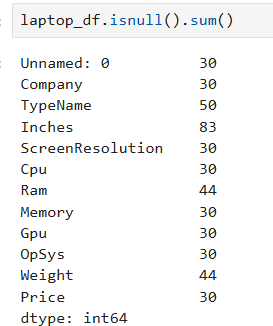 laptop_df.isnull().sum()
Unnamed: 0 30
Company 30
TypeName 50
Inches 83
ScreenResolution 30
Cpu 30
Ram 44
Memory 30
Gpu 30
OpSys 30
Weight 44
Price 30
dtype: int64